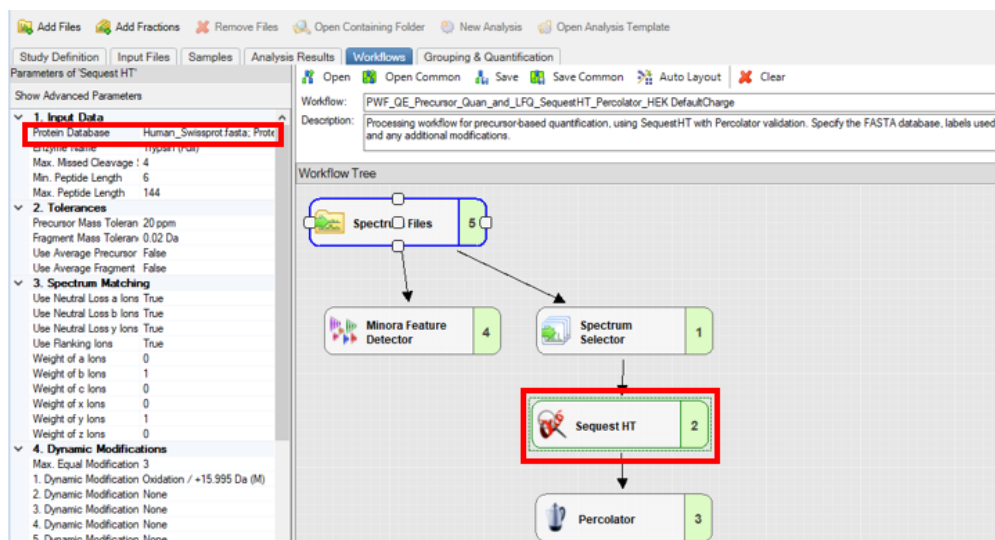 Add Files Add Fractions Remove Files Open Containing Folder New Analysis Open Analysis Template
Study Definition Input Files Samples Analysis Results Workflows Grouping & Quantification
Parameters of 'Sequest HT'
Show Advanced Parameters
1. Input Data
Protein Database Human_Swissprot.fasta; Prote
Enzyme Name Trypsin (Full)
Max. Missed Cleavage 4
Min. Peptide Length 6
Max. Peptide Length 144
2. Tolerances
Precursor Mass Toleran 20 ppm
Fragment Mass Toleran 0.02 Da
Use Average Precursor False
Use Average Fragment False
3. Spectrum Matching
Use Neutral Loss a Ions True
Use Neutral Loss b Ions True
Use Neutral Loss y Ions True
Use Flanking Ions True
Weight of a Ions 0
Weight of b Ions 1
Weight of c Ions 0
Weight of x Ions 0
Weight of y Ions 1
Weight of z Ions 0
4. Dynamic Modifications
Max. Equal Modification 3
1. Dynamic Modification Oxidation / +15.995 Da (M)
2. Dynamic Modification None
3. Dynamic Modification None
4. Dynamic Modification None
5. Dynamic Modification None
Open Open Common Save Save Common Auto Layout Clear
Workflow: PWF_QE_Precursor_Quan_and_LFQ_SequestHT_Percolator_HEK DefaultCharge
Description: Processing workflow for precursor-based quantification, using SequestHT with Percolator validation. Specify the FASTA database, labels used
and any additional modifications.
Workflow Tree
Files 5
Minora Feature
Detector
4
Spectrum
Selector
1
Sequest HT 2
Percolator 3